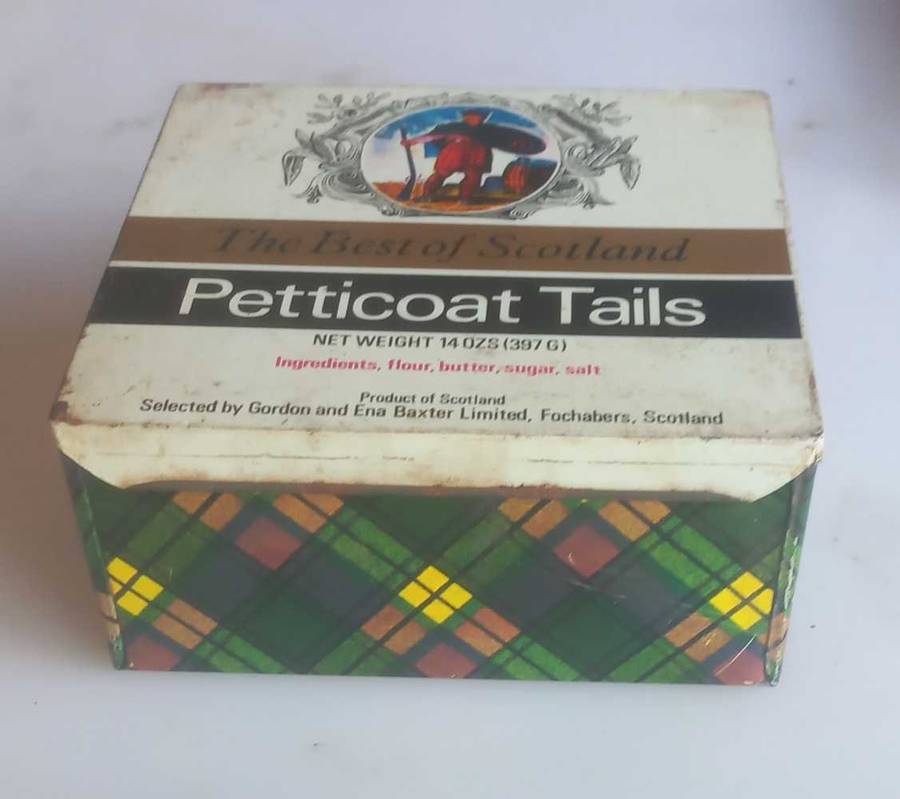 The Best of Scotland
Petticoat Tails
NET WEIGHT 14 OZS (397 G)
Ingredients, flour, butter, sugar, salt
Product of Scotland
Selected by Gordon and Ena Baxter Limited, Fochabers, Scotland